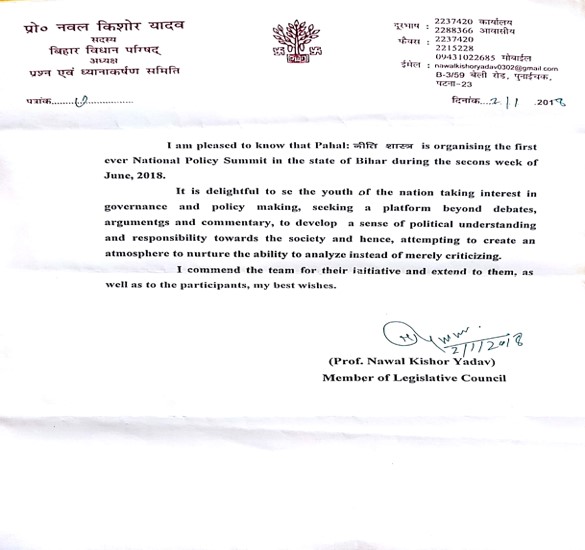 प्रो० नवल किशोर यादव
सदस्य
बिहार विधान परिषद्
अध्यक्ष
प्रश्न एवं ध्यानाकर्षण समिति
दूरभाष : 2237420 कार्यालय
2288366 आवासीय
फैक्स : 2237420
2215228
09431022685 मोबाईल
ईमेल : nawalkishoryadav0302@gmail.com
B-3/59 बेली रोड, पुनाईचक,
पटना-23
पत्रांक....................
दिनांक...2/1 .2018
I am pleased to know that Pahal: नीति शास्त्र is organising the first
ever National Policy Summit in the state of Bihar during the secons week of
June, 2018.
It is delightful to se the youth of the nation taking interest in
governance and policy making, seeking a platform beyond debates,
argumentgs and commentary, to develop a sense of political understanding
and responsibility towards the society and hence, attempting to create an
atmosphere to nurture the ability to analyze instead of merely criticizing.
I commend the team for their iaitiative and extend to them, as
well as to the participants, my best wishes.
2/1/2018
(Prof. Nawal Kishor Yadav)
Member of Legislative Council